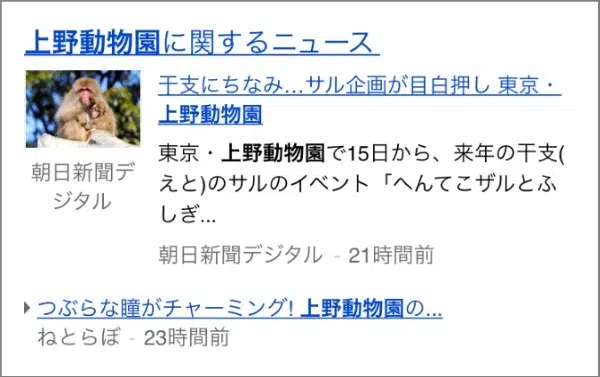 上野動物園に関するニュース
干支にちなみ…サル企画が目白押し 東京・
上野動物園
東京・上野動物園で15日から、来年の干支(
えと)のサルのイベント「へんてこザルとふ
しぎ...
朝日新聞デジタル - 21時間前
朝日新聞デ
ジタル
つぶらな瞳がチャーミング! 上野動物園の...
ねとらぼ - 23時間前